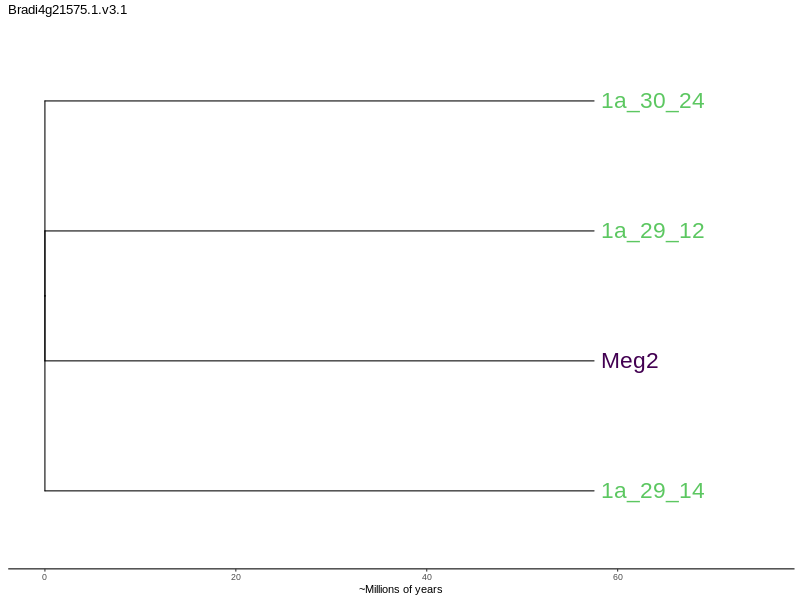 Bradi4g21575.1.v3.1
1a_30_24
1a_29_12
Meg2
1a_29_14
0 20 40 60
~Millions of years